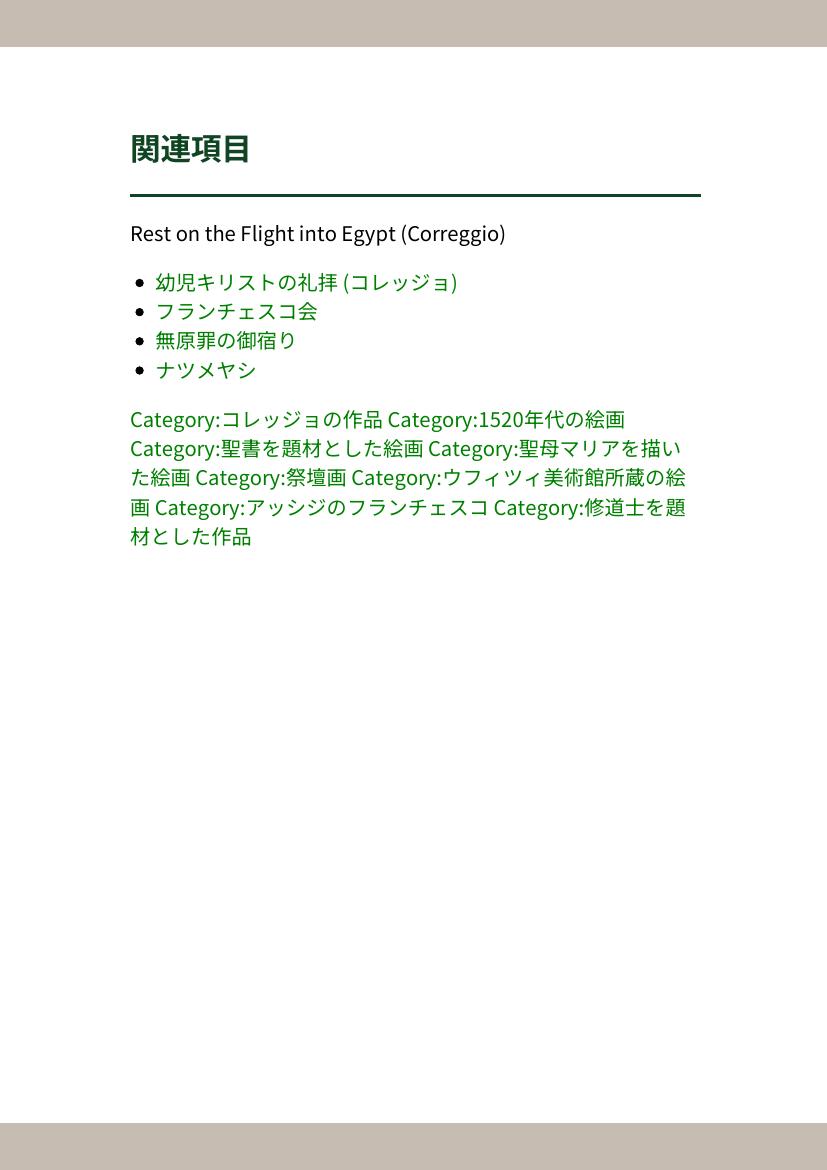 関連項目
Rest on the Flight into Egypt (Correggio)
幼児キリストの礼拝 (コレッジョ)
フランチェスコ会
無原罪の御宿り
ナツメヤシ
Category:コレッジョの作品 Category:1520年代の絵画
Category:聖書を題材とした絵画 Category:聖母マリアを描い
た絵画 Category:祭壇画 Category:ウフィツィ美術館所蔵の絵
画 Category:アッシジのフランチェスコ Category:修道士を題
材とした作品